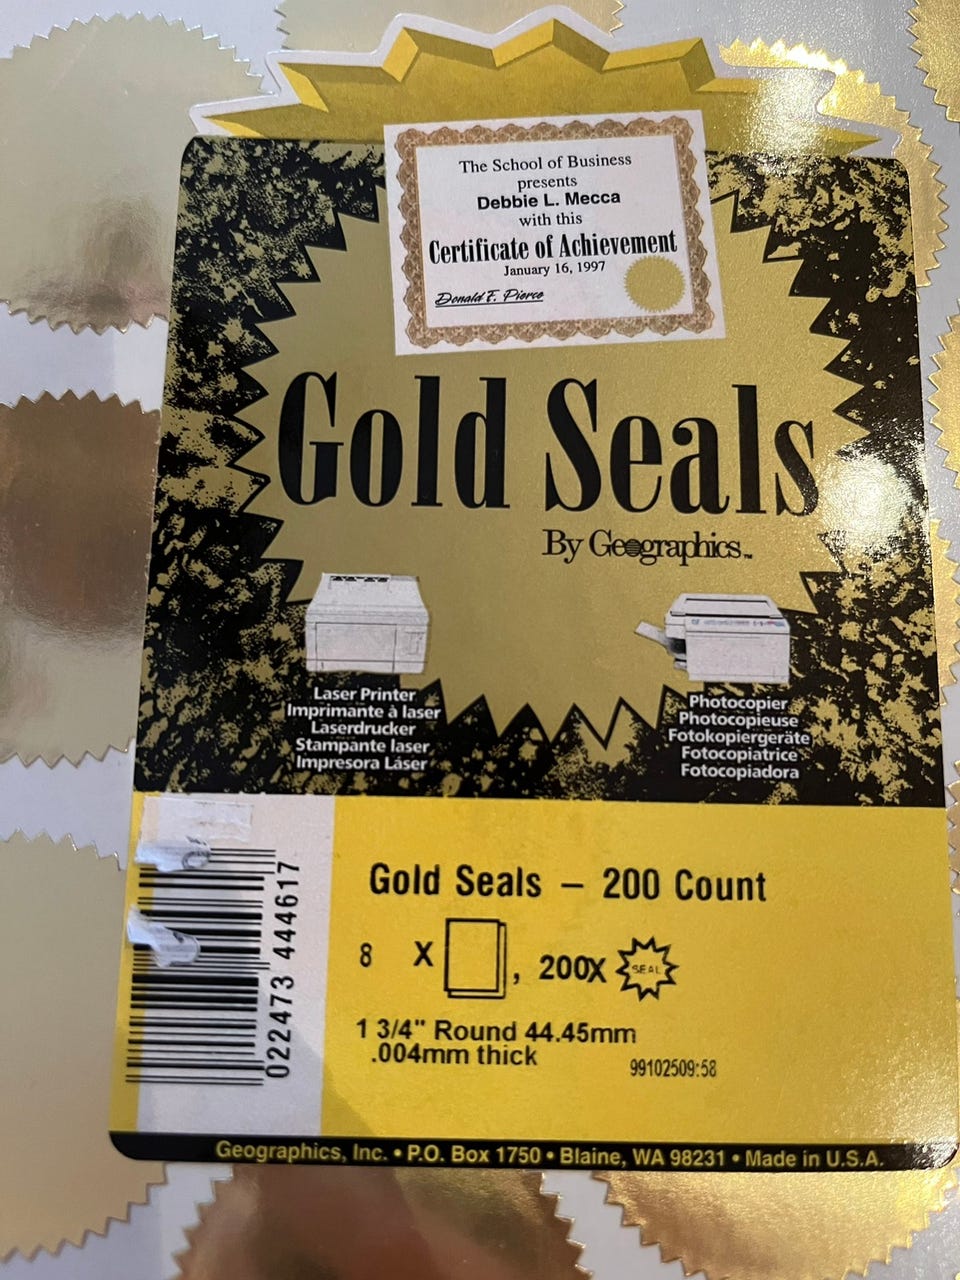 The School of Business
presents
Debbie L. Mecca
with this
Certificate of Achievement
January 16, 1997
Donald F. Pierce
Gold Seals
By Geographics™
Laser Printer
Imprimante à laser
Laserdrucker
Stampante laser
Impresora Láser
Photocopier
Photocopieuse
Fotokopiergeräte
Fotocopiatrice
Fotocopiadora
022473 444617
Gold Seals – 200 Count
8 X , 200X SEAL
1 3/4" Round 44.45mm
.004mm thick
99102509:58
Geographics, Inc. • P.O. Box 1750 • Blaine, WA 98231 • Made in U.S.A.